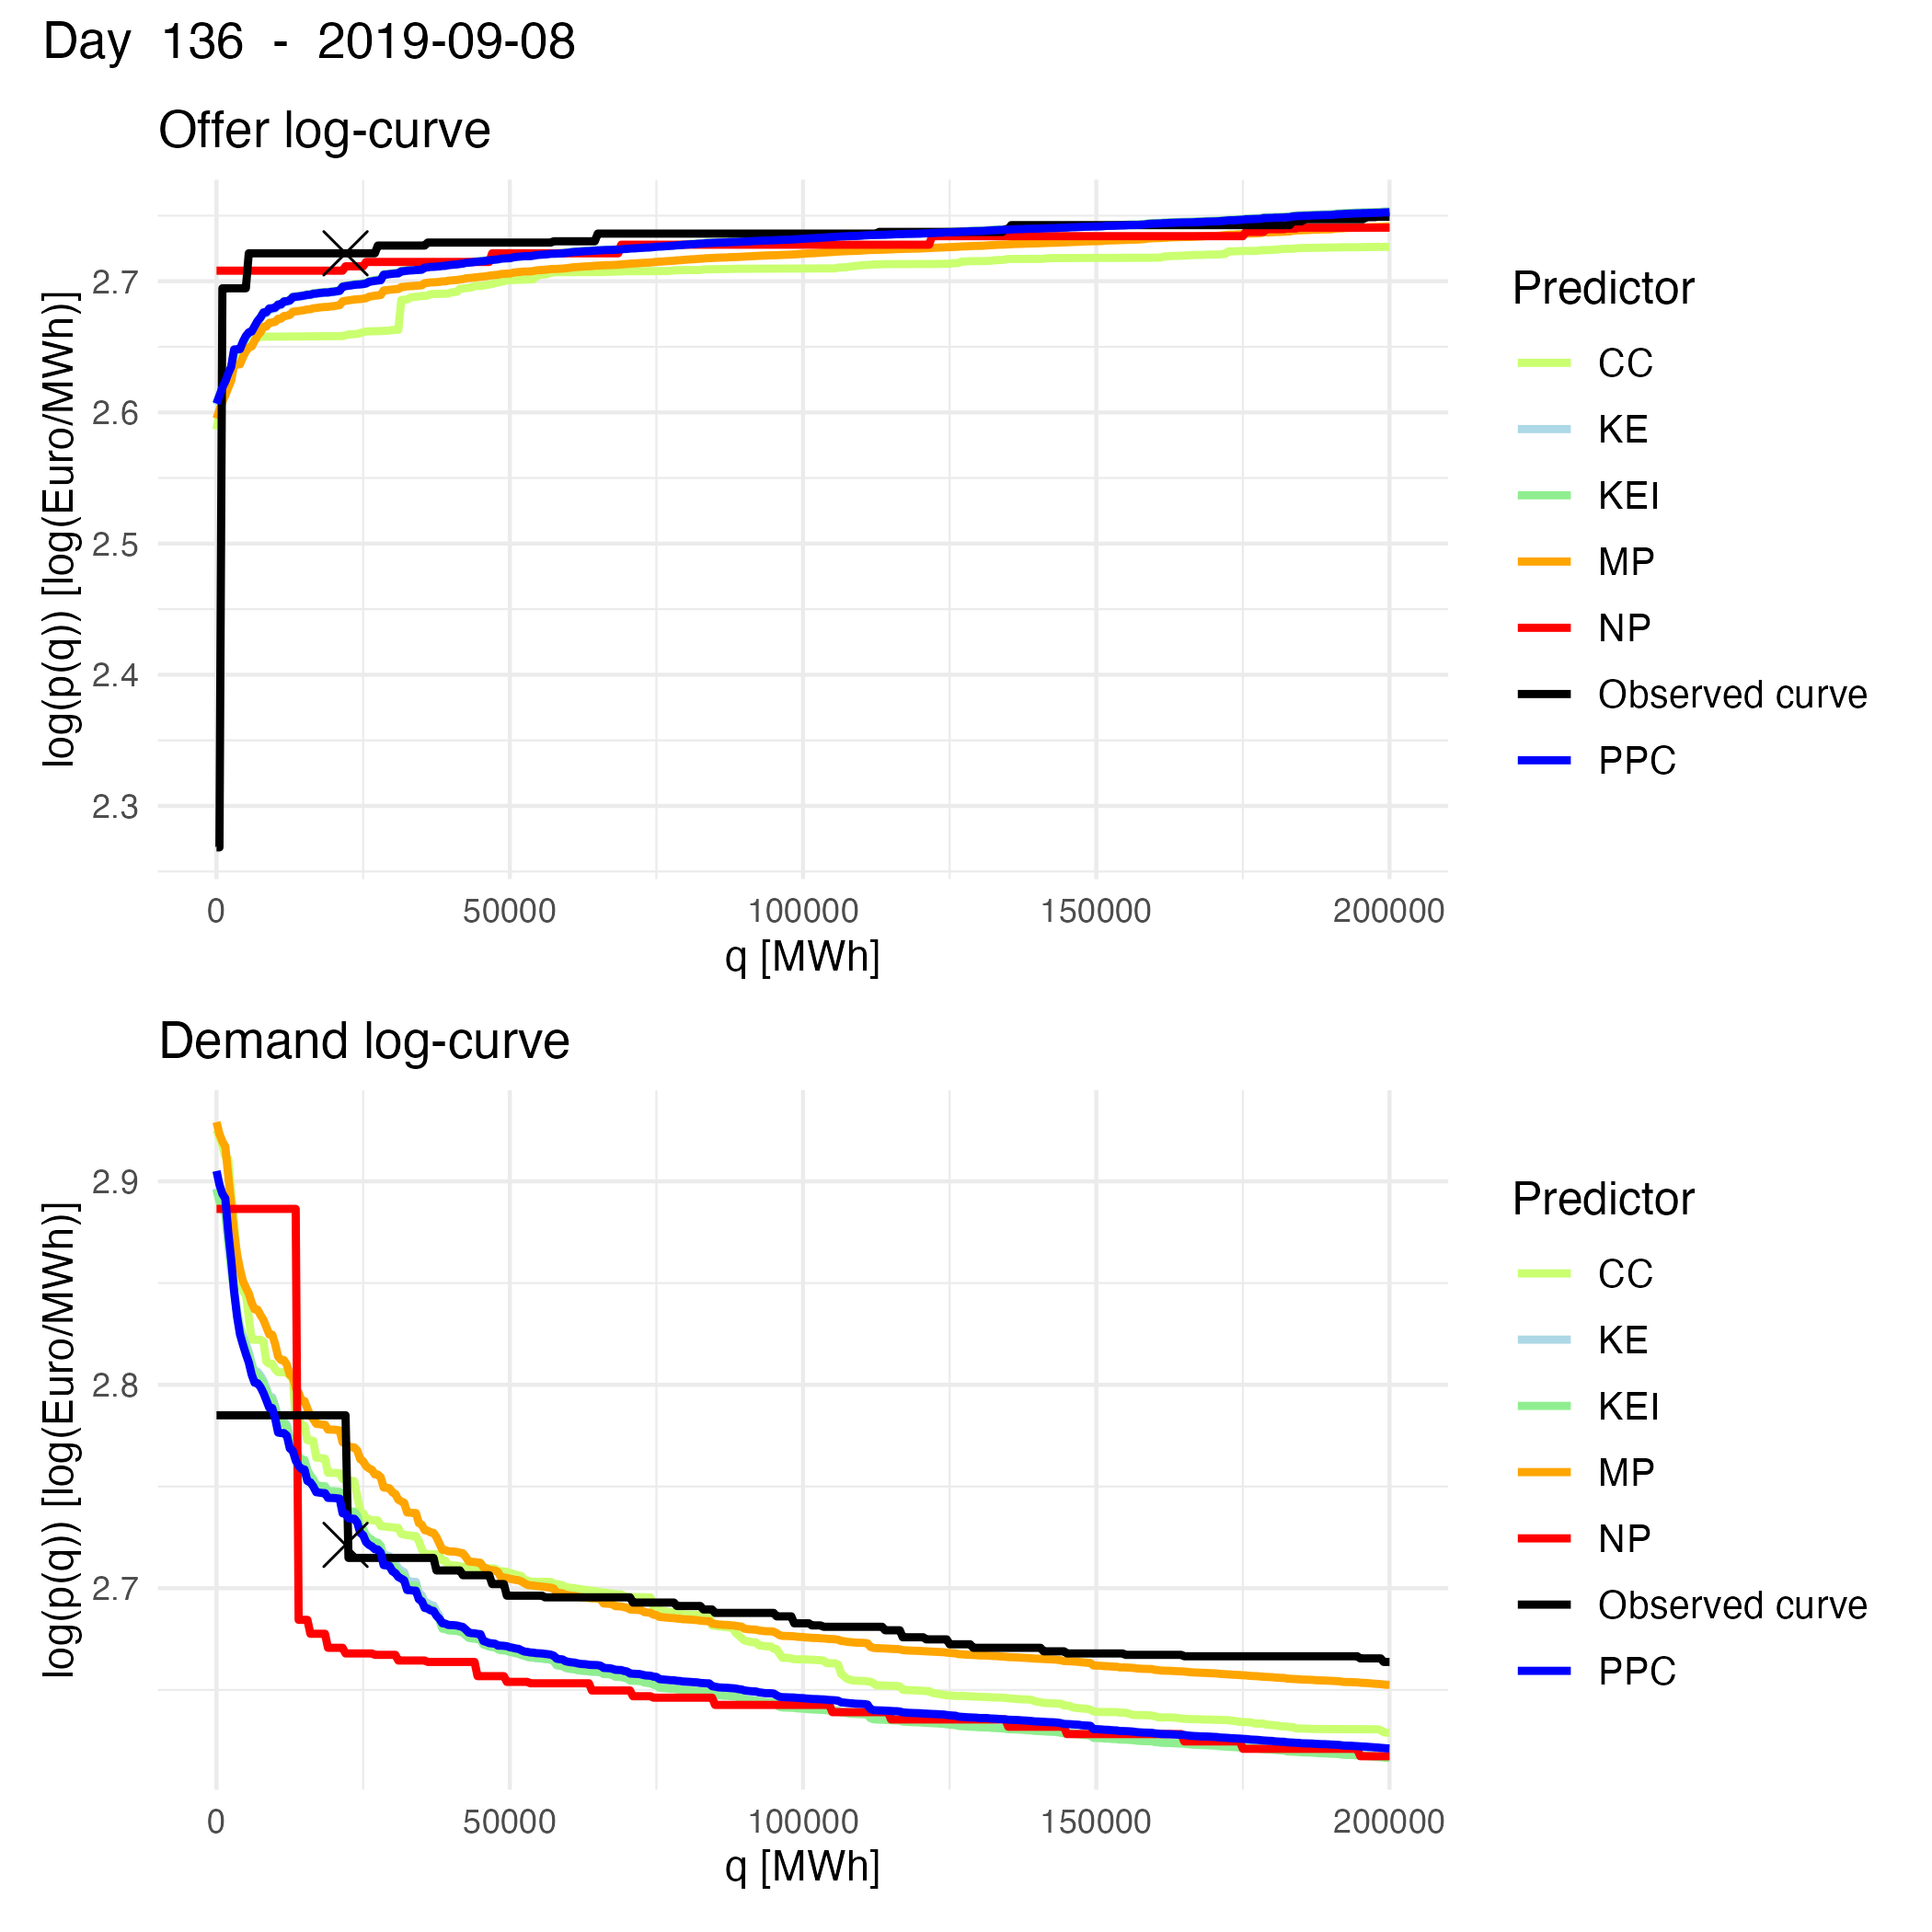 Day 136 - 2019-09-08
Offer log-curve
log(p(q)) [log(Euro/MWh)]
2.7
2.6
2.5
2.4
2.3
0 50000 100000 150000 200000
q [MWh]
Predictor
CC
KE
KEI
MP
NP
Observed curve
PPC
Demand log-curve
log(p(q)) [log(Euro/MWh)]
2.9
2.8
2.7
0 50000 100000 150000 200000
q [MWh]
Predictor
CC
KE
KEI
MP
NP
Observed curve
PPC